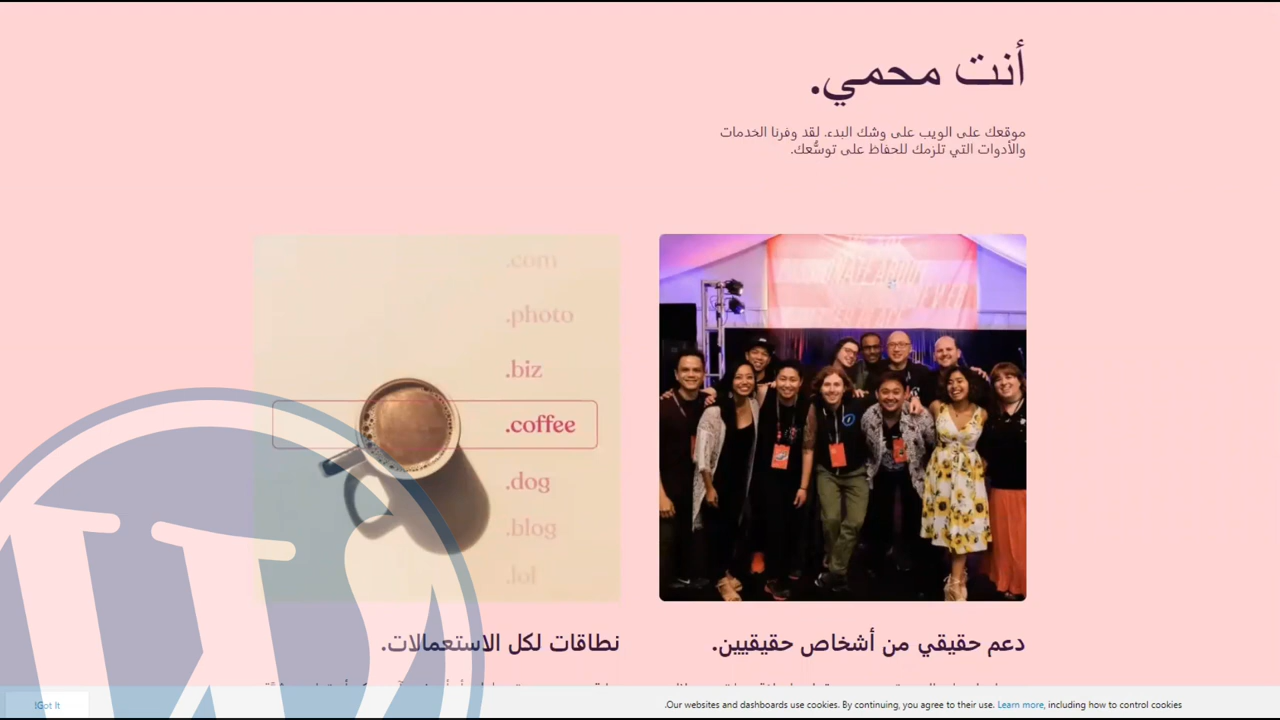 أنت محمي.
موقعك على الويب على وشك البدء. لقد وفرنا الخدمات
والأدوات التي تلزمك للحفاظ على توسُّعك.
.com
.photo
.biz
.coffee
.dog
.blog
.lol
دعم حقيقي من أشخاص حقيقيين.
نطاقات لكل الاستعمالات.
.Our websites and dashboards use cookies. By continuing, you agree to their use. Learn more, including how to control cookies
!Got It